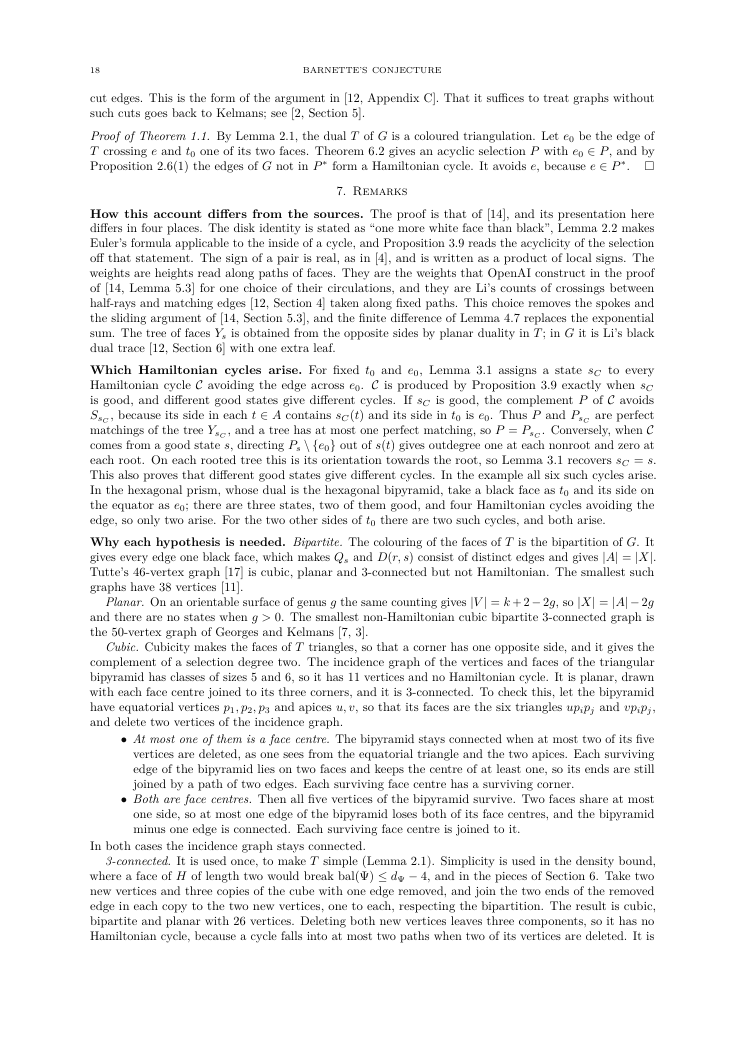 18
BARNETTE'S CONJECTURE
cut edges. This is the form of the argument in [12, Appendix C]. That it suffices to treat graphs without
such cuts goes back to Kelmans; see [2, Section 5].
Proof of Theorem 1.1. By Lemma 2.1, the dual T of G is a coloured triangulation. Let e₀ be the edge of
T crossing e and t₀ one of its two faces. Theorem 6.2 gives an acyclic selection P with e₀ ∈ P, and by
Proposition 2.6(1) the edges of G not in P* form a Hamiltonian cycle. It avoids e, because e ∈ P*. □
7. Remarks
How this account differs from the sources. The proof is that of [14], and its presentation here
differs in four places. The disk identity is stated as “one more white face than black”, Lemma 2.2 makes
Euler's formula applicable to the inside of a cycle, and Proposition 3.9 reads the acyclicity of the selection
off that statement. The sign of a pair is real, as in [4], and is written as a product of local signs. The
weights are heights read along paths of faces. They are the weights that OpenAI construct in the proof
of [14, Lemma 5.3] for one choice of their circulations, and they are Li's counts of crossings between
half-rays and matching edges [12, Section 4] taken along fixed paths. This choice removes the spokes and
the sliding argument of [14, Section 5.3], and the finite difference of Lemma 4.7 replaces the exponential
sum. The tree of faces Yₛ is obtained from the opposite sides by planar duality in T; in G it is Li's black
dual trace [12, Section 6] with one extra leaf.
Which Hamiltonian cycles arise. For fixed t₀ and e₀, Lemma 3.1 assigns a state s_C to every
Hamiltonian cycle C avoiding the edge across e₀. C is produced by Proposition 3.9 exactly when s_C
is good, and different good states give different cycles. If s_C is good, the complement P of C avoids
S_{s_C}, because its side in each t ∈ A contains s_C(t) and its side in t₀ is e₀. Thus P and P_{s_C} are perfect
matchings of the tree Y_{s_C}, and a tree has at most one perfect matching, so P = P_{s_C}. Conversely, when C
comes from a good state s, directing Pₛ \ {e₀} out of s(t) gives outdegree one at each nonroot and zero at
each root. On each rooted tree this is its orientation towards the root, so Lemma 3.1 recovers s_C = s.
This also proves that different good states give different cycles. In the example all six such cycles arise.
In the hexagonal prism, whose dual is the hexagonal bipyramid, take a black face as t₀ and its side on
the equator as e₀; there are three states, two of them good, and four Hamiltonian cycles avoiding the
edge, so only two arise. For the two other sides of t₀ there are two such cycles, and both arise.
Why each hypothesis is needed. Bipartite. The colouring of the faces of T is the bipartition of G. It
gives every edge one black face, which makes Qₛ and D(r, s) consist of distinct edges and gives |A| = |X|.
Tutte's 46-vertex graph [17] is cubic, planar and 3-connected but not Hamiltonian. The smallest such
graphs have 38 vertices [11].
Planar. On an orientable surface of genus g the same counting gives |V| = k + 2 − 2g, so |X| = |A| − 2g
and there are no states when g > 0. The smallest non-Hamiltonian cubic bipartite 3-connected graph is
the 50-vertex graph of Georges and Kelmans [7, 3].
Cubic. Cubicity makes the faces of T triangles, so that a corner has one opposite side, and it gives the
complement of a selection degree two. The incidence graph of the vertices and faces of the triangular
bipyramid has classes of sizes 5 and 6, so it has 11 vertices and no Hamiltonian cycle. It is planar, drawn
with each face centre joined to its three corners, and it is 3-connected. To check this, let the bipyramid
have equatorial vertices p₁, p₂, p₃ and apices u, v, so that its faces are the six triangles upᵢpⱼ and vpᵢpⱼ,
and delete two vertices of the incidence graph.
• At most one of them is a face centre. The bipyramid stays connected when at most two of its five
vertices are deleted, as one sees from the equatorial triangle and the two apices. Each surviving
edge of the bipyramid lies on two faces and keeps the centre of at least one, so its ends are still
joined by a path of two edges. Each surviving face centre has a surviving corner.
• Both are face centres. Then all five vertices of the bipyramid survive. Two faces share at most
one side, so at most one edge of the bipyramid loses both of its face centres, and the bipyramid
minus one edge is connected. Each surviving face centre is joined to it.
In both cases the incidence graph stays connected.
3-connected. It is used once, to make T simple (Lemma 2.1). Simplicity is used in the density bound,
where a face of H of length two would break bal(Ψ) ≤ d_Ψ − 4, and in the pieces of Section 6. Take two
new vertices and three copies of the cube with one edge removed, and join the two ends of the removed
edge in each copy to the two new vertices, one to each, respecting the bipartition. The result is cubic,
bipartite and planar with 26 vertices. Deleting both new vertices leaves three components, so it has no
Hamiltonian cycle, because a cycle falls into at most two paths when two of its vertices are deleted. It is